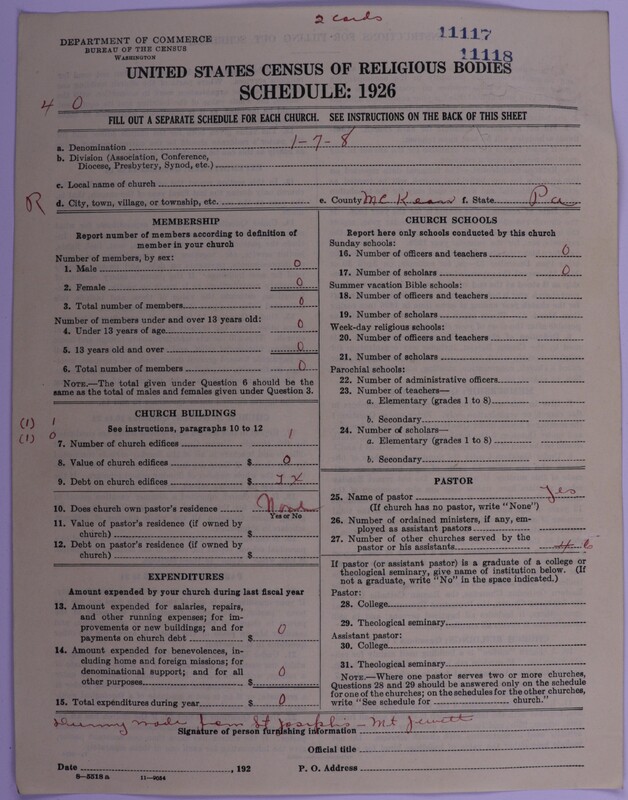 2 cards
11117
11118
DEPARTMENT OF COMMERCE
BUREAU OF THE CENSUS
WASHINGTON
UNITED STATES CENSUS OF RELIGIOUS BODIES
SCHEDULE: 1926
4 0
FILL OUT A SEPARATE SCHEDULE FOR EACH CHURCH. SEE INSTRUCTIONS ON THE BACK OF THIS SHEET
a. Denomination 1-7-8
b. Division (Association, Conference,
Diocese, Presbytery, Synod, etc.)
c. Local name of church
R d. City, town, village, or township, etc. e. County Mc Kean f. State Pa
MEMBERSHIP
Report number of members according to definition of
member in your church
Number of members, by sex:
1. Male 0
2. Female 0
3. Total number of members 0
Number of members under and over 13 years old:
4. Under 13 years of age 0
5. 13 years old and over 0
6. Total number of members 0
NOTE.—The total given under Question 6 should be the
same as the total of males and females given under Question 3.
CHURCH BUILDINGS
(1) 1
See instructions, paragraphs 10 to 12
(1) 0
7. Number of church edifices 1
8. Value of church edifices $ 0
9. Debt on church edifices $ I X
10. Does church own pastor's residence
Yes or No
11. Value of pastor's residence (if owned by
church) $
12. Debt on pastor's residence (if owned by
church) $
EXPENDITURES
Amount expended by your church during last fiscal year
13. Amount expended for salaries, repairs,
and other running expenses; for im-
provements or new buildings; and for
payments on church debt $ 0
14. Amount expended for benevolences, in-
cluding home and foreign missions; for
denominational support; and for all
other purposes $ 0
15. Total expenditures during year $ 0
CHURCH SCHOOLS
Report here only schools conducted by this church
Sunday schools:
16. Number of officers and teachers 0
17. Number of scholars 0
Summer vacation Bible schools:
18. Number of officers and teachers
19. Number of scholars
Week-day religious schools:
20. Number of officers and teachers
21. Number of scholars
Parochial schools:
22. Number of administrative officers
23. Number of teachers—
a. Elementary (grades 1 to 8)
b. Secondary
24. Number of scholars—
a. Elementary (grades 1 to 8)
b. Secondary
PASTOR
25. Name of pastor Yes
(If church has no pastor, write "None")
26. Number of ordained ministers, if any, em-
ployed as assistant pastors
27. Number of other churches served by the
pastor or his assistants 6
If pastor (or assistant pastor) is a graduate of a college or
theological seminary, give name of institution below. (If
not a graduate, write "No" in the space indicated.)
Pastor:
28. College
29. Theological seminary
Assistant pastor:
30. College
31. Theological seminary
NOTE.—Where one pastor serves two or more churches,
Questions 28 and 29 should be answered only on the schedule
for one of the churches; on the schedules for the other churches,
write "See schedule for church."
Dummy made from St Joseph's - Mt Jewett
Signature of person furnishing information
Official title
Date , 192 P. O. Address
8—5518 a 11—9684